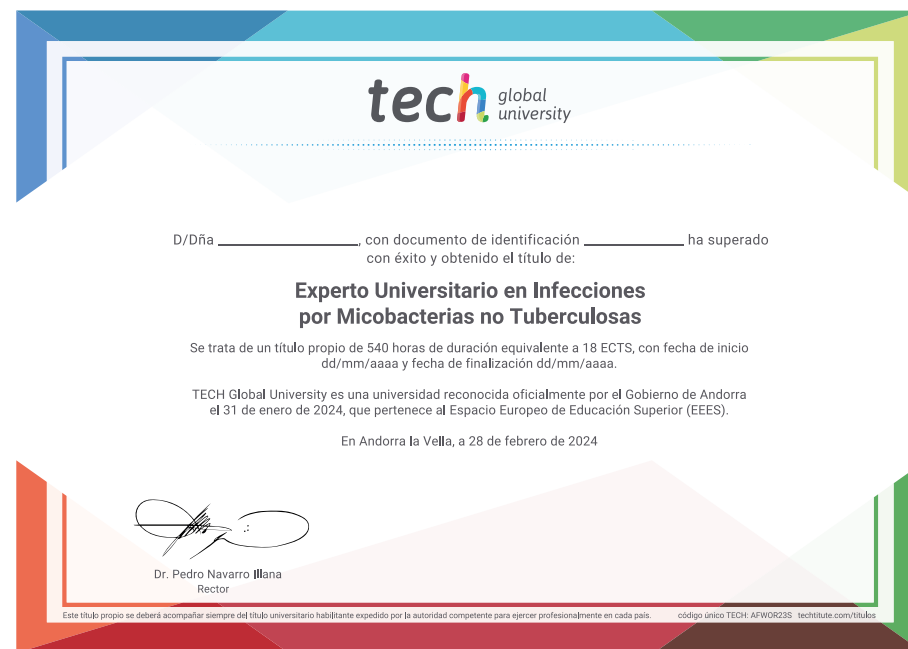 tech global university
D/Dña ____________, con documento de identificación ____________ ha superado
con éxito y obtenido el título de:
Experto Universitario en Infecciones
por Micobacterias no Tuberculosas
Se trata de un título propio de 540 horas de duración equivalente a 18 ECTS, con fecha de inicio
dd/mm/aaaa y fecha de finalización dd/mm/aaaa.
TECH Global University es una universidad reconocida oficialmente por el Gobierno de Andorra
el 31 de enero de 2024, que pertenece al Espacio Europeo de Educación Superior (EEES).
En Andorra la Vella, a 28 de febrero de 2024
Dr. Pedro Navarro Illana
Rector
Este título propio se deberá acompañar siempre del título universitario habilitante expedido por la autoridad competente para ejercer profesionalmente en cada país. código único TECH: AFWOR23S techtitute.com/titulos